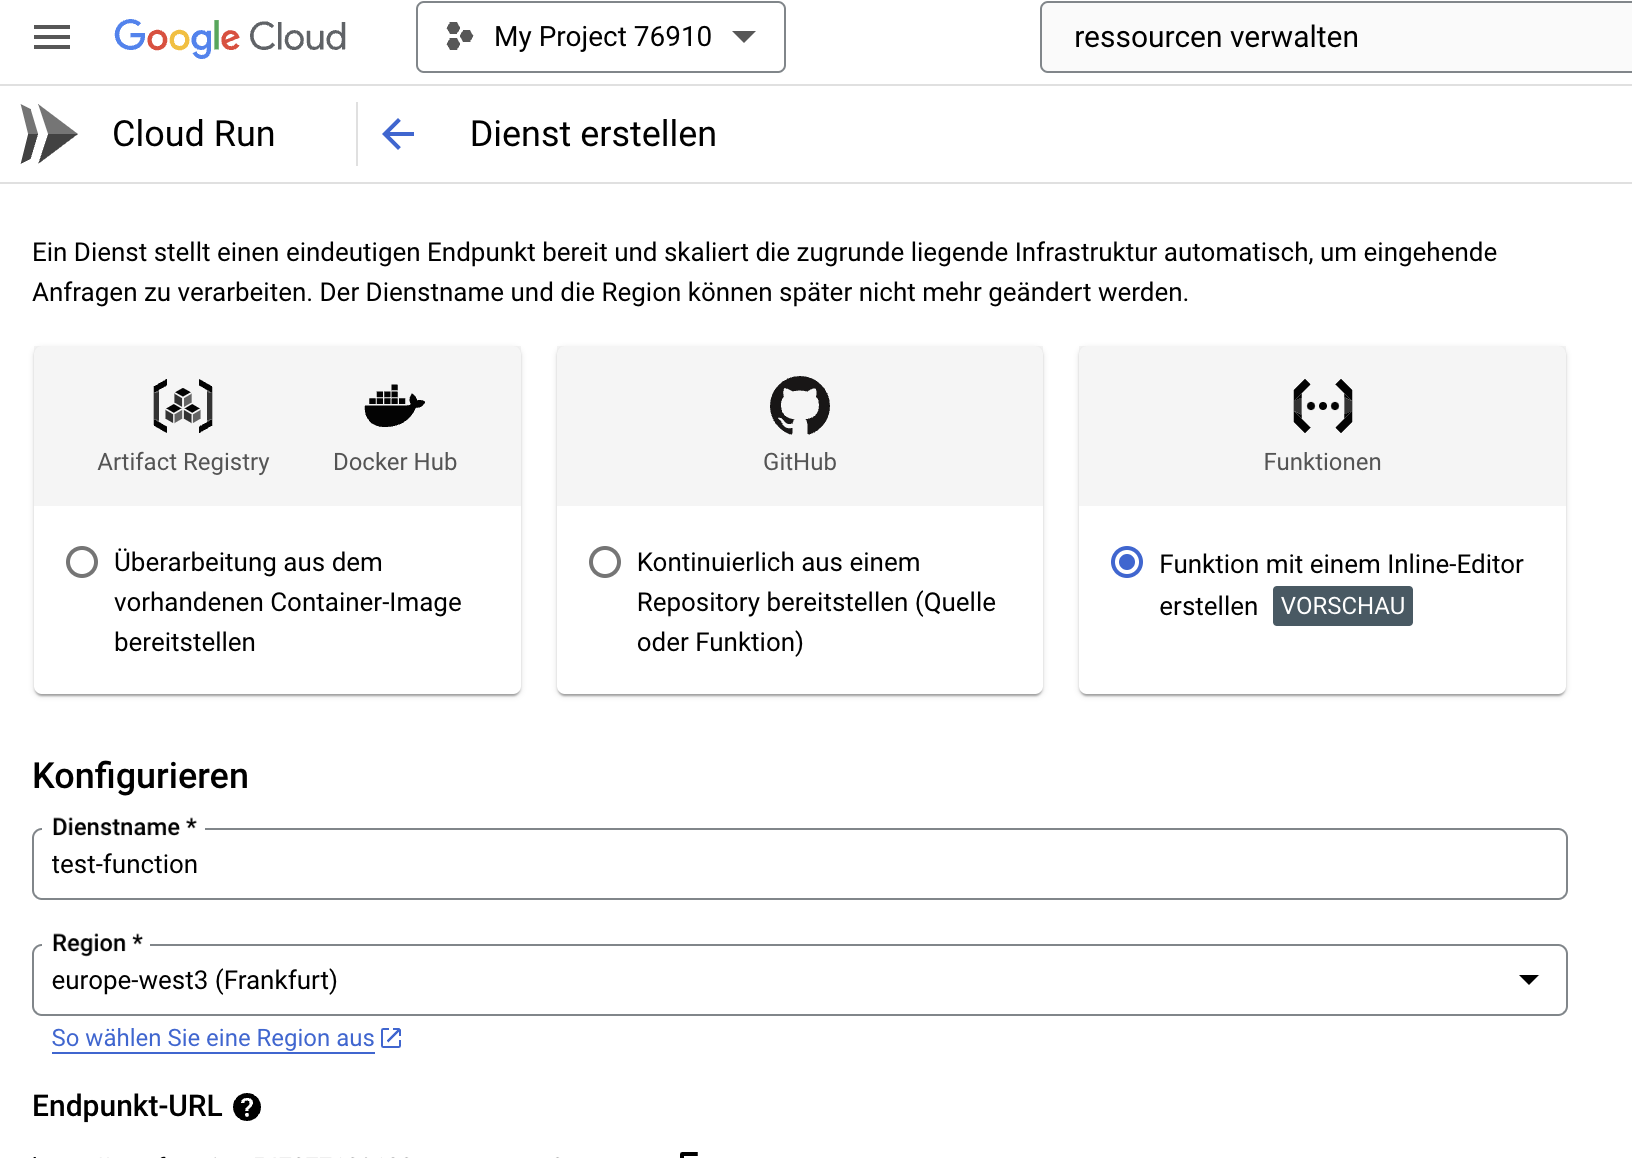 Google Cloud
My Project 76910
ressourcen verwalten
Cloud Run
Dienst erstellen
Ein Dienst stellt einen eindeutigen Endpunkt bereit und skaliert die zugrunde liegende Infrastruktur automatisch, um eingehende
Anfragen zu verarbeiten. Der Dienstname und die Region können später nicht mehr geändert werden.
Artifact Registry
Docker Hub
Überarbeitung aus dem
vorhandenen Container-Image
bereitstellen
GitHub
Kontinuierlich aus einem
Repository bereitstellen (Quelle
oder Funktion)
Funktionen
Funktion mit einem Inline-Editor
erstellen VORSCHAU
Konfigurieren
Dienstname *
test-function
Region *
europe-west3 (Frankfurt)
So wählen Sie eine Region aus
Endpunkt-URL